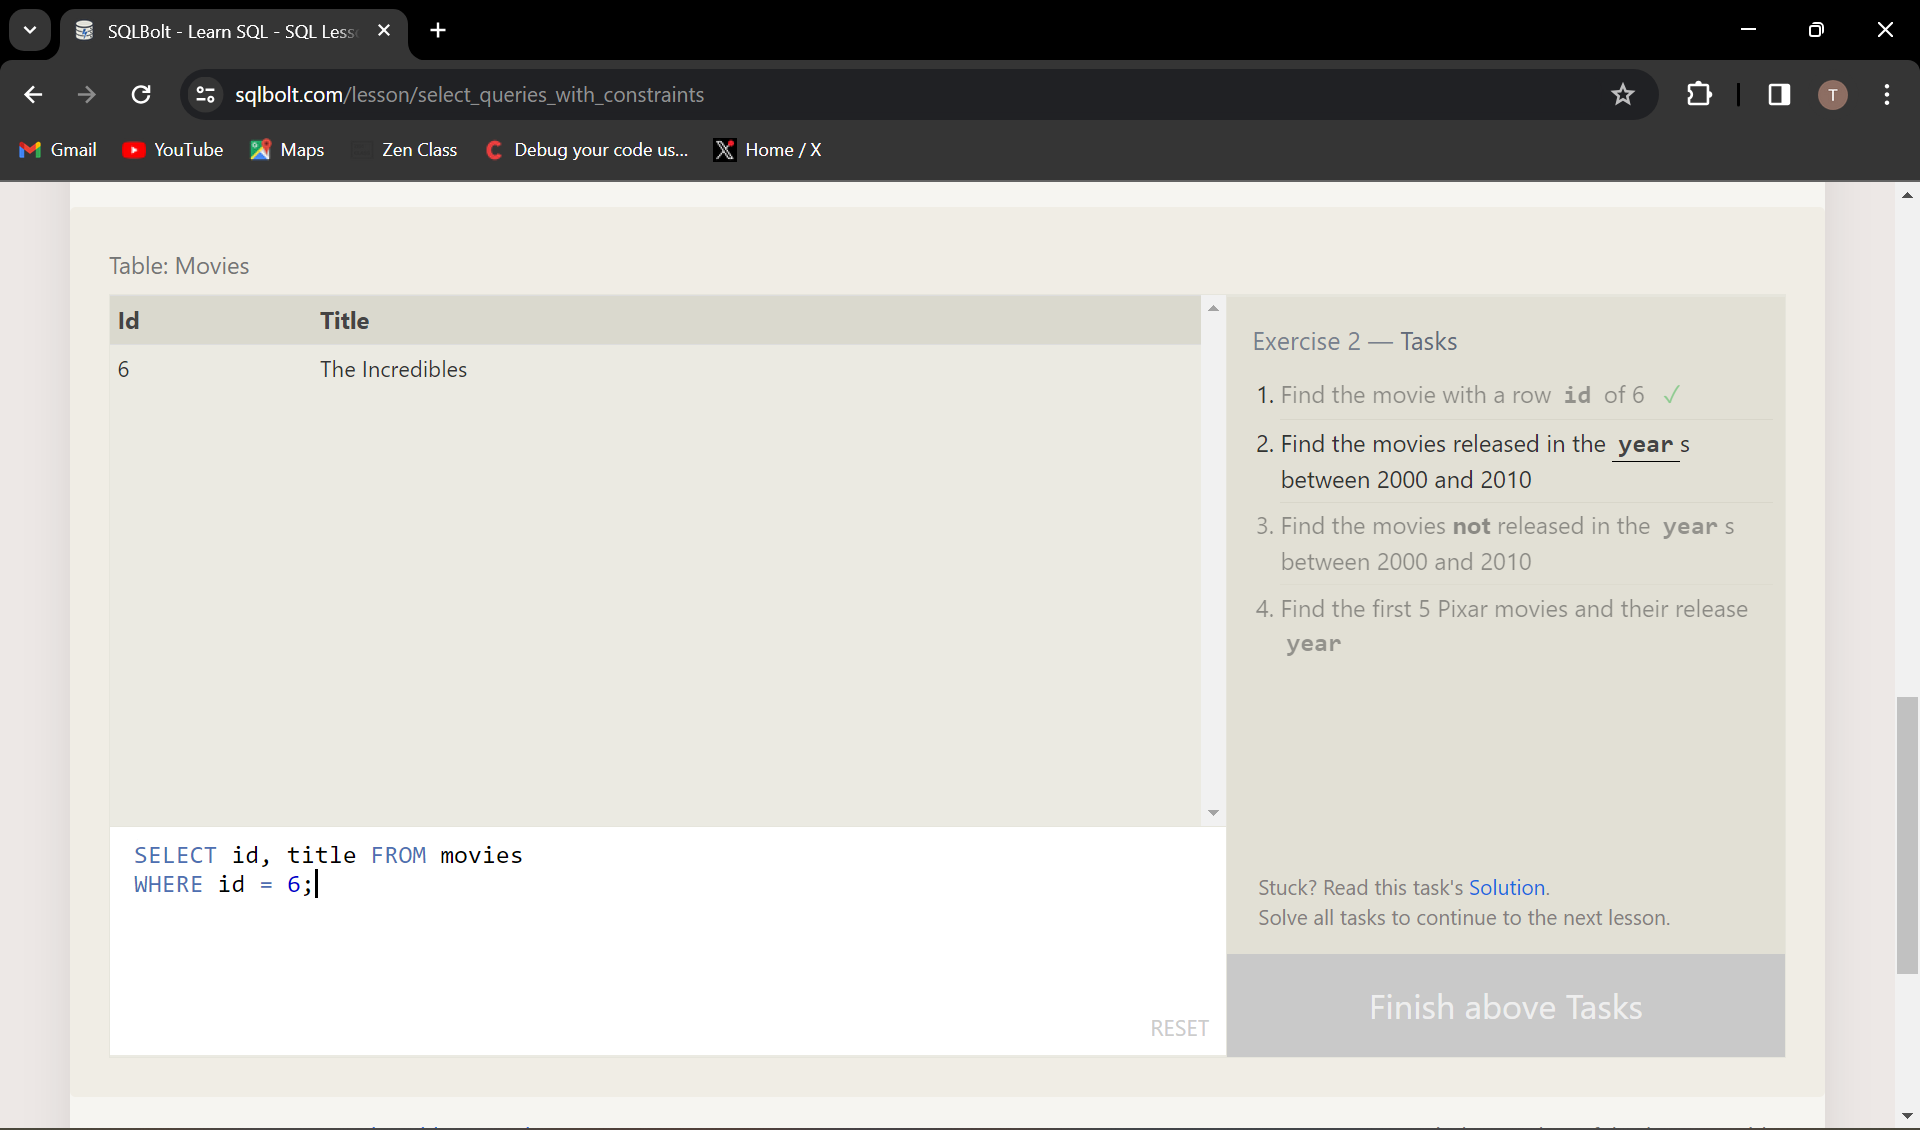 SQLBolt - Learn SQL - SQL Less
sqlbolt.com/lesson/select_queries_with_constraints
T
Gmail
YouTube
Maps
Zen Class
Debug your code us...
Home / X
Table: Movies
Id Title
6 The Incredibles
SELECT id, title FROM movies
WHERE id = 6;
RESET
Exercise 2 — Tasks
1. Find the movie with a row id of 6 ✓
2. Find the movies released in the year s
between 2000 and 2010
3. Find the movies not released in the year s
between 2000 and 2010
4. Find the first 5 Pixar movies and their release
year
Stuck? Read this task's Solution.
Solve all tasks to continue to the next lesson.
Finish above Tasks